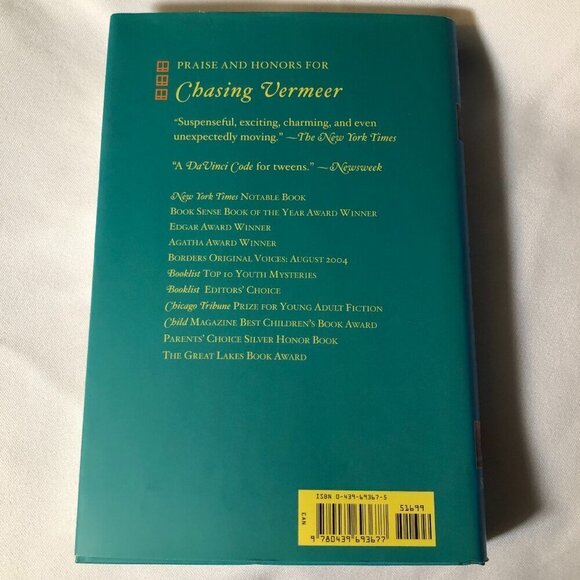 PRAISE AND HONORS FOR
Chasing Vermeer
“Suspenseful, exciting, charming, and even
unexpectedly moving.” —The New York Times
“A DaVinci Code for tweens.” —Newsweek
New York Times NOTABLE BOOK
BOOK SENSE BOOK OF THE YEAR AWARD WINNER
EDGAR AWARD WINNER
AGATHA AWARD WINNER
BORDERS ORIGINAL VOICES: AUGUST 2004
Booklist TOP 10 YOUTH MYSTERIES
Booklist EDITORS’ CHOICE
Chicago Tribune PRIZE FOR YOUNG ADULT FICTION
Child MAGAZINE BEST CHILDREN’S BOOK AWARD
PARENTS’ CHOICE SILVER HONOR BOOK
THE GREAT LAKES BOOK AWARD
ISBN 0-439-69367-5
51699
CAN.
9 780439 693677